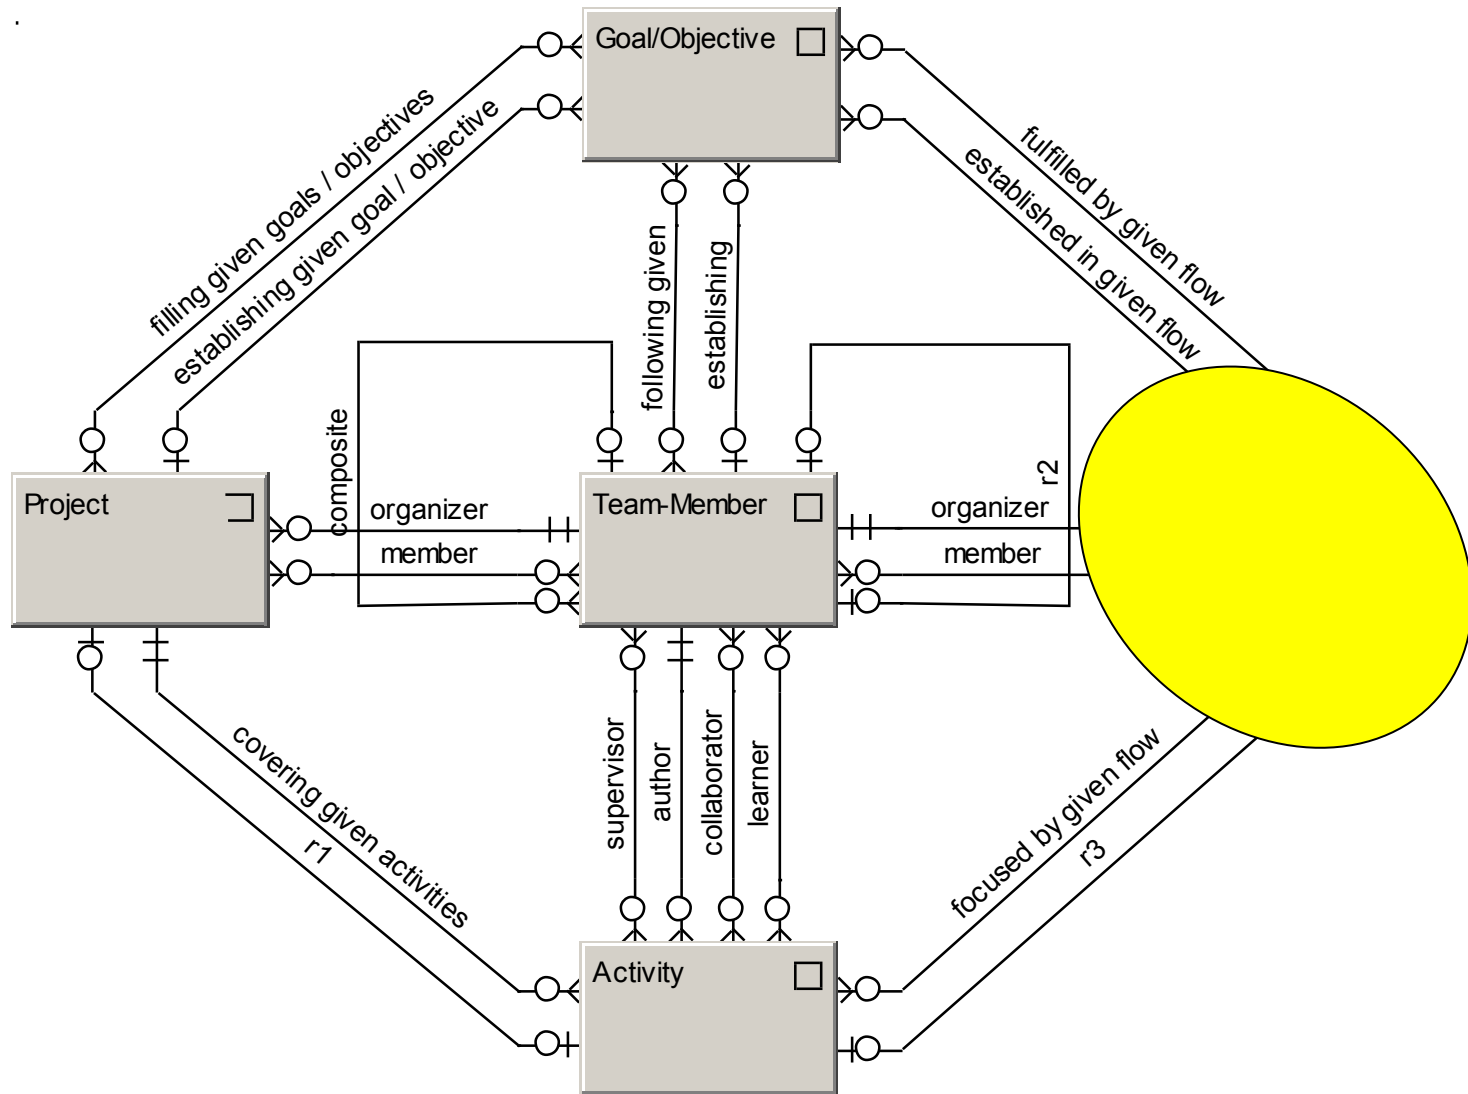 .
Goal/Objective
filling given goals / objectives
establishing given goal / objective
fulfilled by given flow
established in given flow
following given
establishing
composite
r2
Project
organizer
member
Team-Member
organizer
member
supervisor
author
collaborator
learner
covering given activities
r1
focused by given flow
r3
Activity